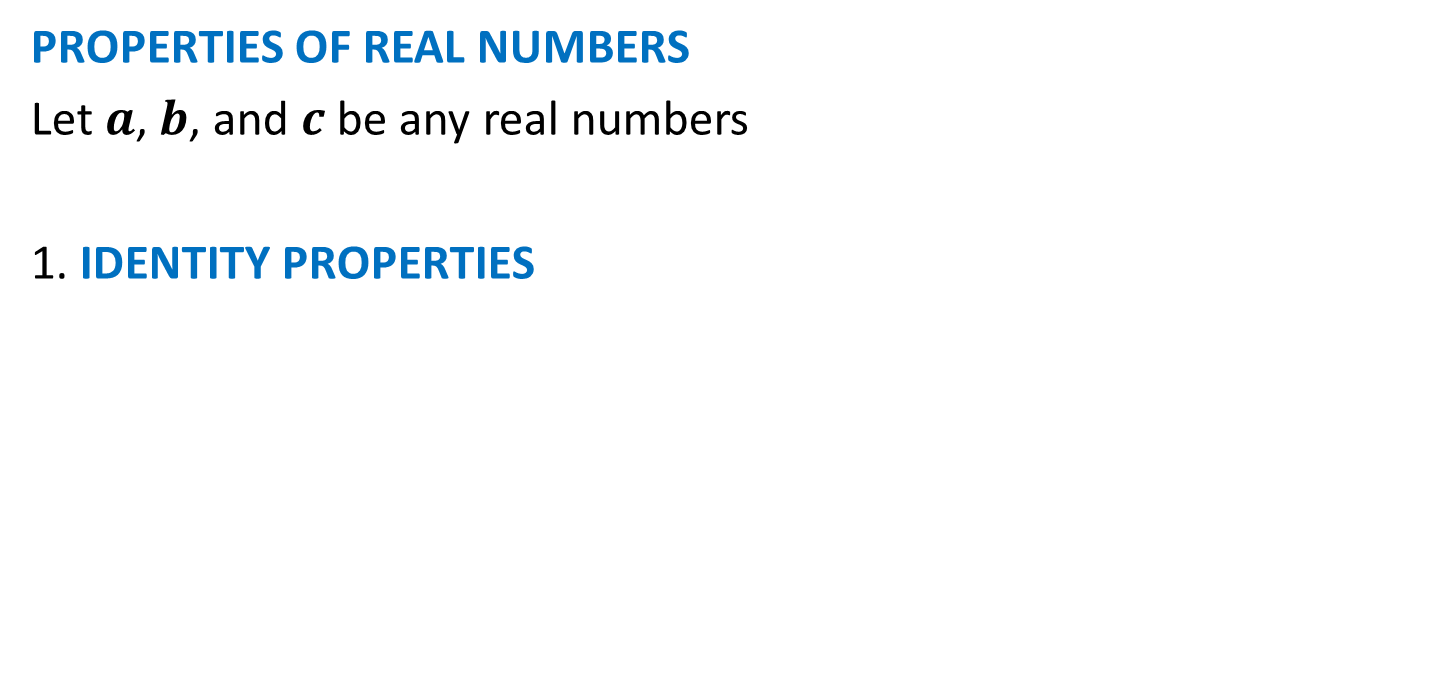 PROPERTIES OF REAL NUMBERS
Let a, b, and c be any real numbers
1. IDENTITY PROPERTIES